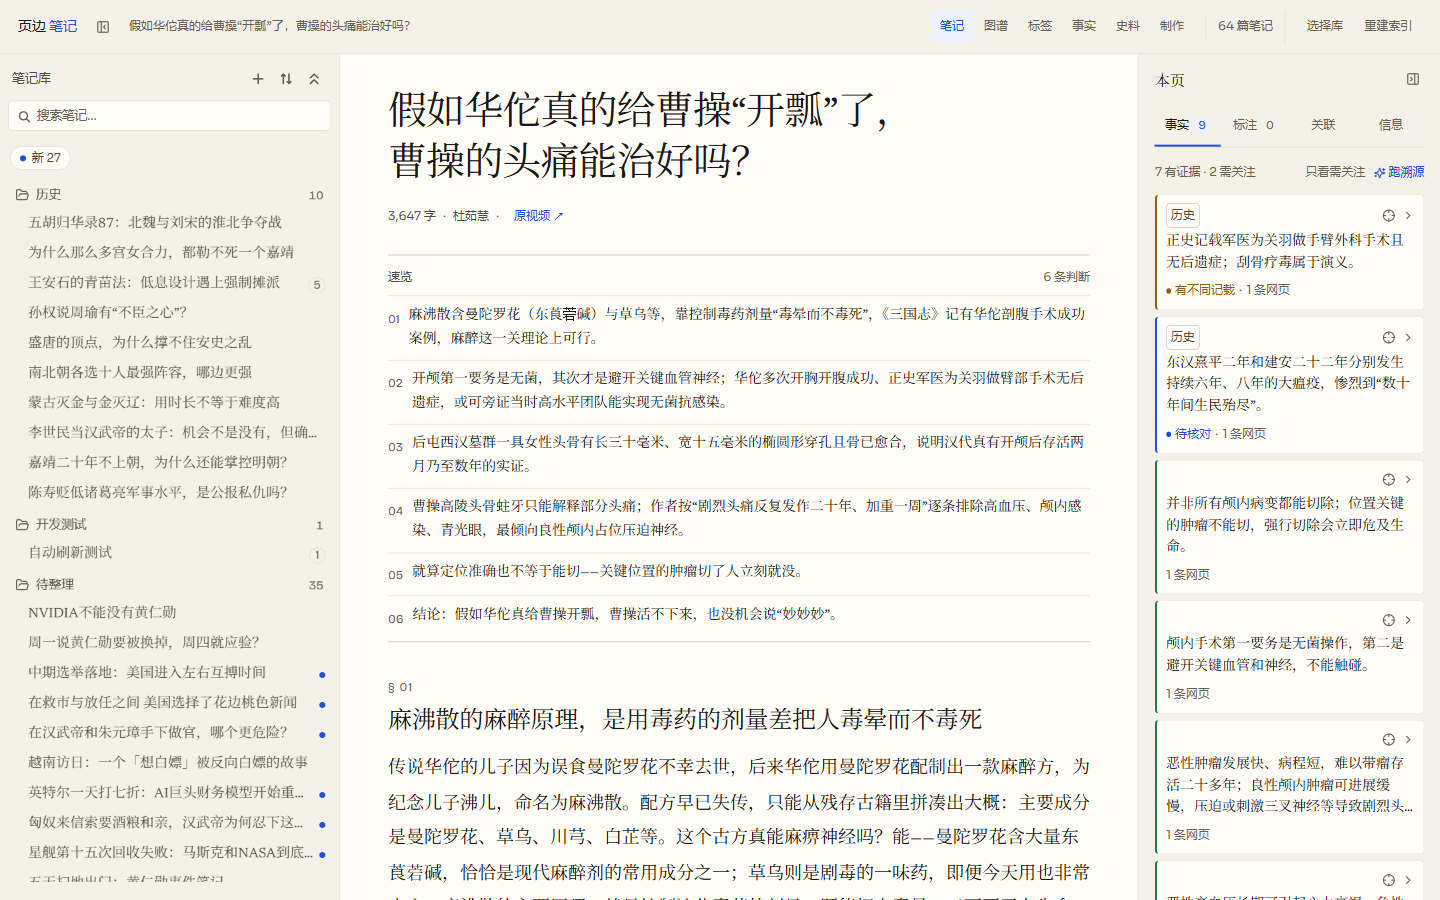 页边 笔记
假如华佗真的给曹操“开瓢”了，曹操的头痛能治好吗？
笔记 图谱 标签 事实 史料 制作 64 篇笔记 选择库 重建索引
笔记库
搜索笔记...
新 27
历史 10
五胡归华录87：北魏与刘宋的淮北争夺战
为什么那么多宫女合力，都勒不死一个嘉靖
王安石的青苗法：低息设计遇上强制摊派 5
孙权说周瑜有“不臣之心”？
盛唐的顶点，为什么撑不住安史之乱
南北朝各选十人最强阵容，哪边更强
蒙古灭金与金灭辽：用时长不等于难度高
李世民当汉武帝的太子：机会不是没有，但确...
嘉靖二十年不上朝，为什么还能掌控明朝？
陈寿贬低诸葛亮军事水平，是公报私仇吗？
开发测试 1
自动刷新测试 1
待整理 35
NVIDIA不能没有黄仁勋
周一说黄仁勋要被换掉，周四就应验？
中期选举落地：美国进入左右互搏时间
在救市与放任之间 美国选择了花边桃色新闻
在汉武帝和朱元璋手下做官，哪个更危险？
越南访日：一个「想白嫖」被反向白嫖的故事
英特尔一天打七折：AI巨头财务模型开始重...
匈奴来信索要酒粮和亲，汉武帝为何忍下这...
星舰第十五次回收失败：马斯克和NASA到底...
假如华佗真的给曹操“开瓢”了，
曹操的头痛能治好吗？
3,647 字 · 杜茹慧 · 原视频 ↗
速览 6 条判断
01 麻沸散含曼陀罗花（东莨菪碱）与草乌等，靠控制毒药剂量“毒晕而不毒死”，《三国志》记有华佗剖腹手术成功
案例，麻醉这一关理论上可行。
02 开颅第一要务是无菌，其次才是避开关键血管神经；华佗多次开胸开腹成功、正史军医为关羽做臂部手术无后
遗症，或可旁证当时高水平团队能实现无菌抗感染。
03 后屯西汉墓群一具女性头骨有长三十毫米、宽十五毫米的椭圆形穿孔且骨已愈合，说明汉代真有开颅后存活两
月乃至数年的实证。
04 曹操高陵头骨蛀牙只能解释部分头痛；作者按“剧烈头痛反复发作二十年、加重一周”逐条排除高血压、颅内感
染、青光眼，最倾向良性颅内占位压迫神经。
05 就算定位准确也不等于能切——关键位置的肿瘤切了人立刻就没。
06 结论：假如华佗真给曹操开瓢，曹操活不下来，也没机会说“妙妙妙”。
§ 01
麻沸散的麻醉原理，是用毒药的剂量差把人毒晕而不毒死
传说华佗的儿子因为误食曼陀罗花不幸去世，后来华佗用曼陀罗花配制出一款麻醉方，为
纪念儿子沸儿，命名为麻沸散。配方早已失传，只能从残存古籍里拼凑出大概：主要成分
是曼陀罗花、草乌、川芎、白芷等。这个古方真能麻痹神经吗？能——曼陀罗花含大量东
莨菪碱，恰恰是现代麻醉剂的常用成分之一；草乌则是剧毒的一味药，即便今天用也非常
本页
事实 9 标注 0 关联 信息
7 有证据 · 2 需关注 只看需关注 跑溯源
历史
正史记载军医为关羽做手臂外科手术且
无后遗症；刮骨疗毒属于演义。
有不同记载 · 1 条网页
历史
东汉熹平二年和建安二十二年分别发生
持续六年、八年的大瘟疫，惨烈到“数十
年间生民殆尽”。
待核对 · 1 条网页
并非所有颅内病变都能切除；位置关键
的肿瘤不能切，强行切除会立即危及生
命。
1 条网页
颅内手术第一要务是无菌操作，第二是
避开关键血管和神经，不能触碰。
1 条网页
恶性肿瘤发展快、病程短，难以带瘤存
活二十多年；良性颅内肿瘤可进展缓
慢，压迫或刺激三叉神经等导致剧烈头...
1 条网页